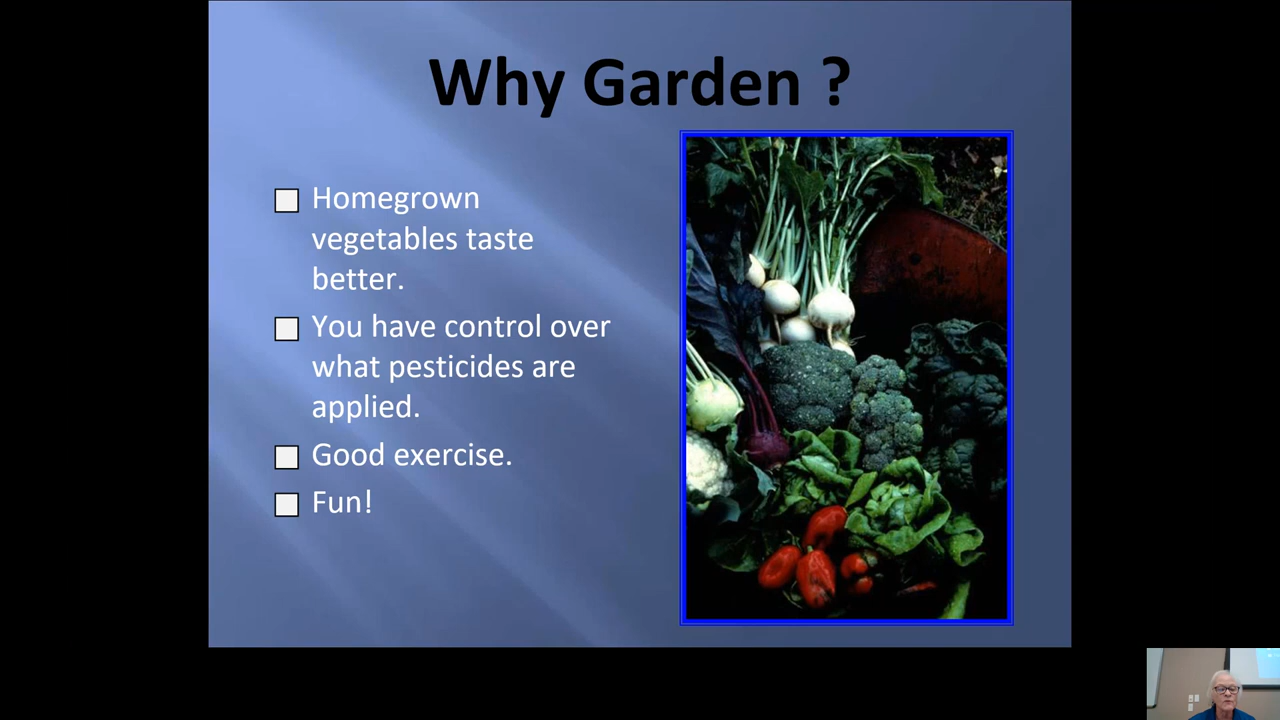 Why Garden ?
Homegrown
vegetables taste
better.
You have control over
what pesticides are
applied.
Good exercise.
Fun!